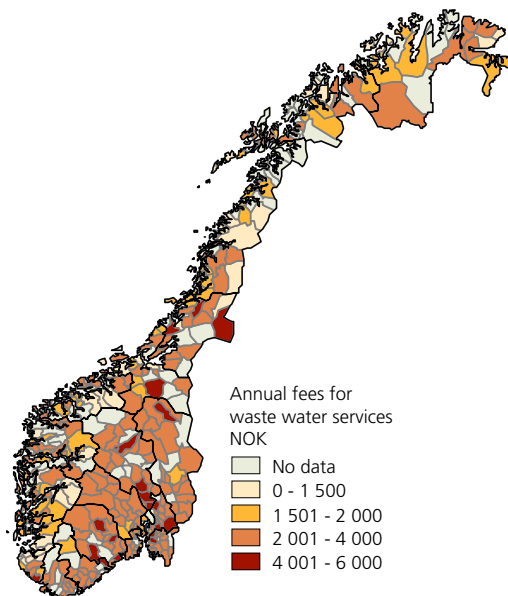 Annual fees for
waste water services
NOK
No data
0 - 1 500
1 501 - 2 000
2 001 - 4 000
4 001 - 6 000